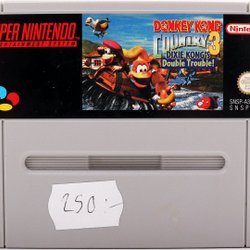 SUPER NINTENDO
ENTERTAINMENT SYSTEM
DONKEY KONG
COUNTRY 3
DIXIE KONG'S
Double Trouble!
Nintendo
250:-